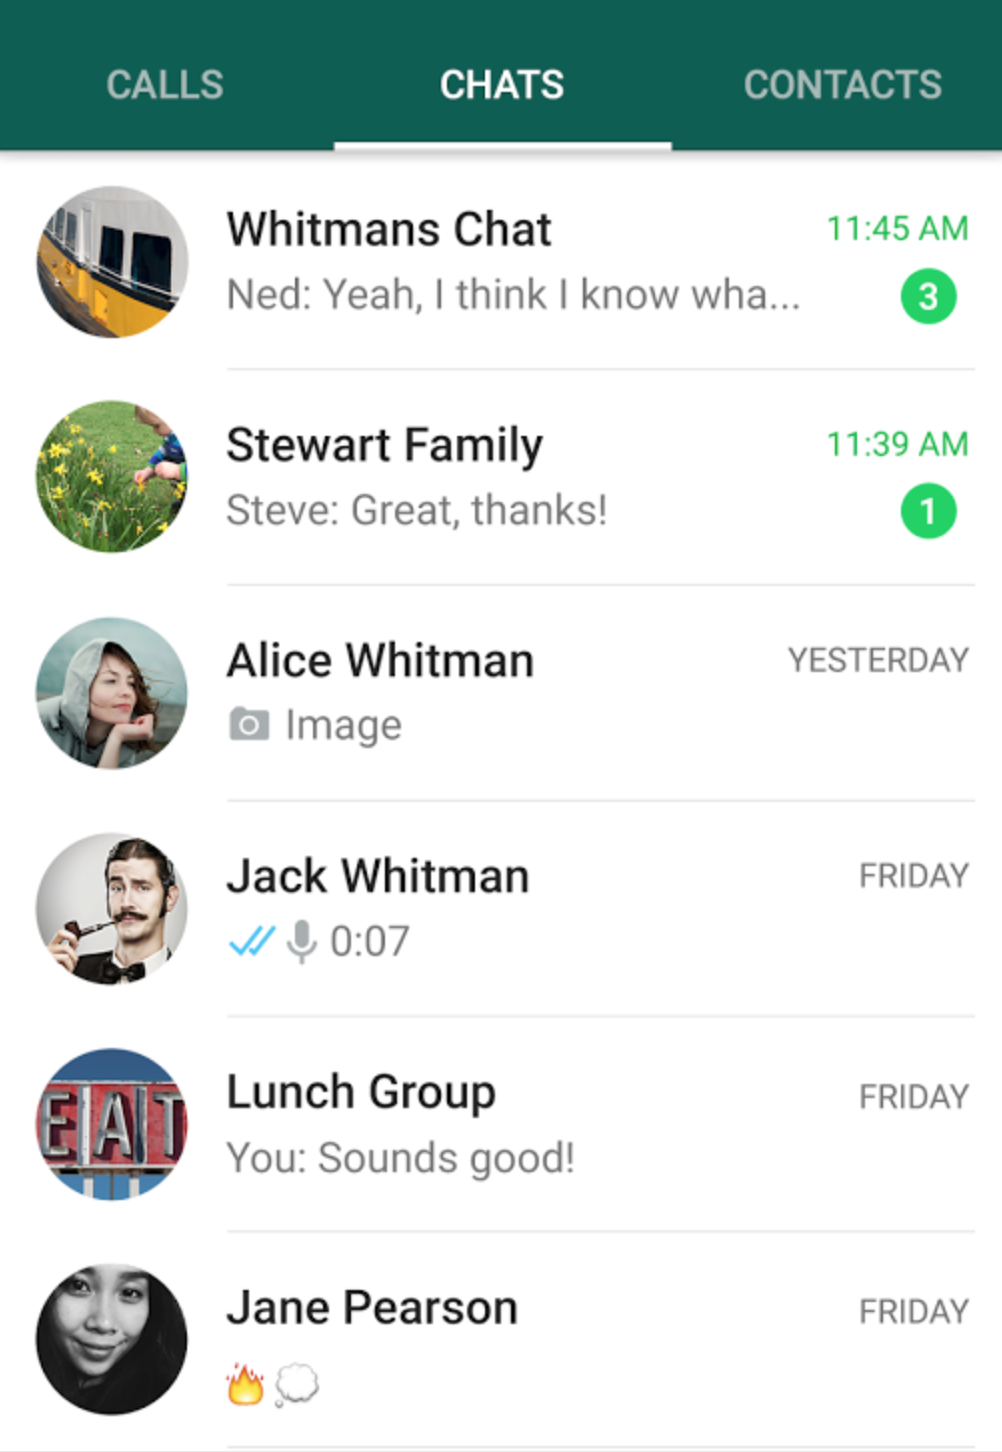 CALLS CHATS CONTACTS
Whitmans Chat 11:45 AM
Ned: Yeah, I think I know wha... 3
Stewart Family 11:39 AM
Steve: Great, thanks! 1
Alice Whitman YESTERDAY
Image
Jack Whitman FRIDAY
0:07
EAT
Lunch Group FRIDAY
You: Sounds good!
Jane Pearson FRIDAY
🔥💭